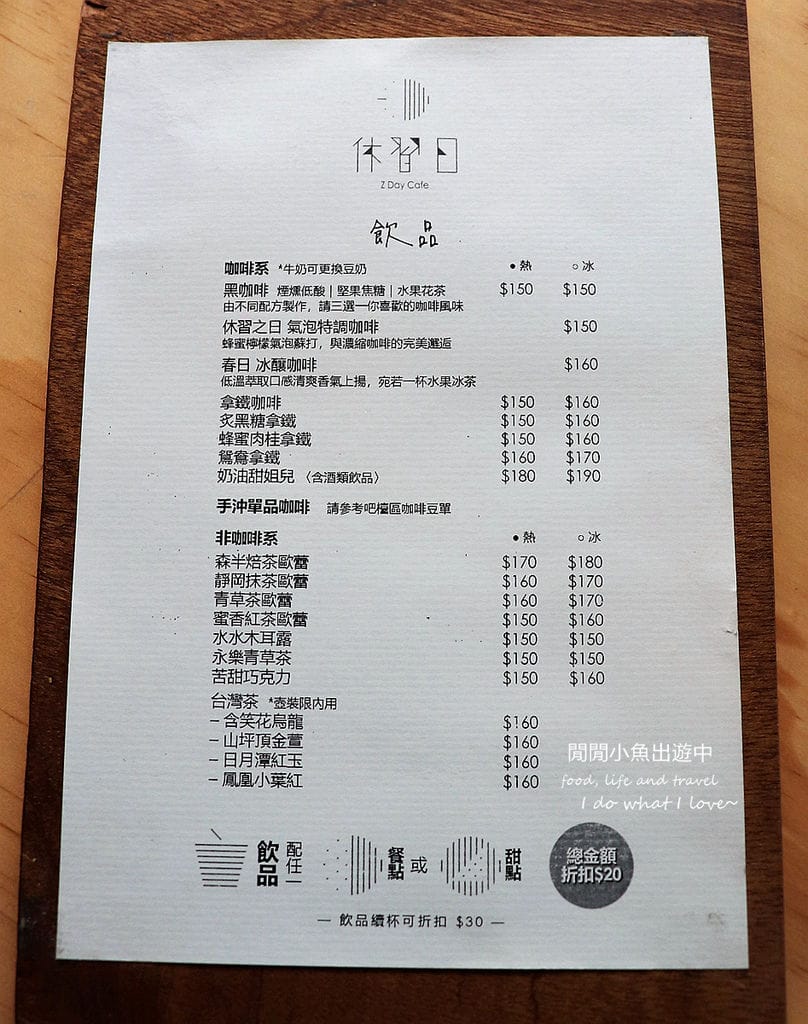 休習日
Z Day Cafe
飲品
咖啡系 *牛奶可更換豆奶 ●熱 ○冰
黑咖啡 煙燻低酸|堅果焦糖|水果花茶 $150 $150
由不同配方製作，請三選一你喜歡的咖啡風味
休習之日 氣泡特調咖啡 $150
蜂蜜檸檬氣泡蘇打，與濃縮咖啡的完美邂逅
春日 冰釀咖啡 $160
低溫萃取口感清爽香氣上揚，宛若一杯水果冰茶
拿鐵咖啡 $150 $160
炙黑糖拿鐵 $150 $160
蜂蜜肉桂拿鐵 $150 $160
鴛鴦拿鐵 $160 $170
奶油甜姐兒〈含酒類飲品〉 $180 $190
手沖單品咖啡 請參考吧檯區咖啡豆單
非咖啡系 ●熱 ○冰
森半焙茶歐蕾 $170 $180
靜岡抹茶歐蕾 $160 $170
青草茶歐蕾 $160 $170
蜜香紅茶歐蕾 $150 $160
水水木耳露 $150 $150
永樂青草茶 $150 $150
苦甜巧克力 $150 $160
台灣茶 *壺裝限內用
–含笑花烏龍 $160
–山坪頂金萱 $160
–日月潭紅玉 $160
–鳳凰小葉紅 $160
閒閒小魚出遊中
food, life and travel
I do what I love~
飲品 配任一 餐點 或 甜點 總金額折扣$20
— 飲品續杯可折扣 $30 —